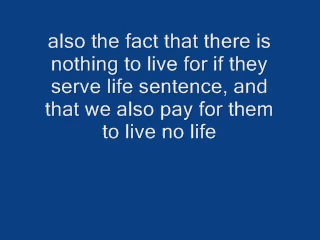 also the fact that there is
nothing to live for if they
serve life sentence, and
that we also pay for them
to live no life